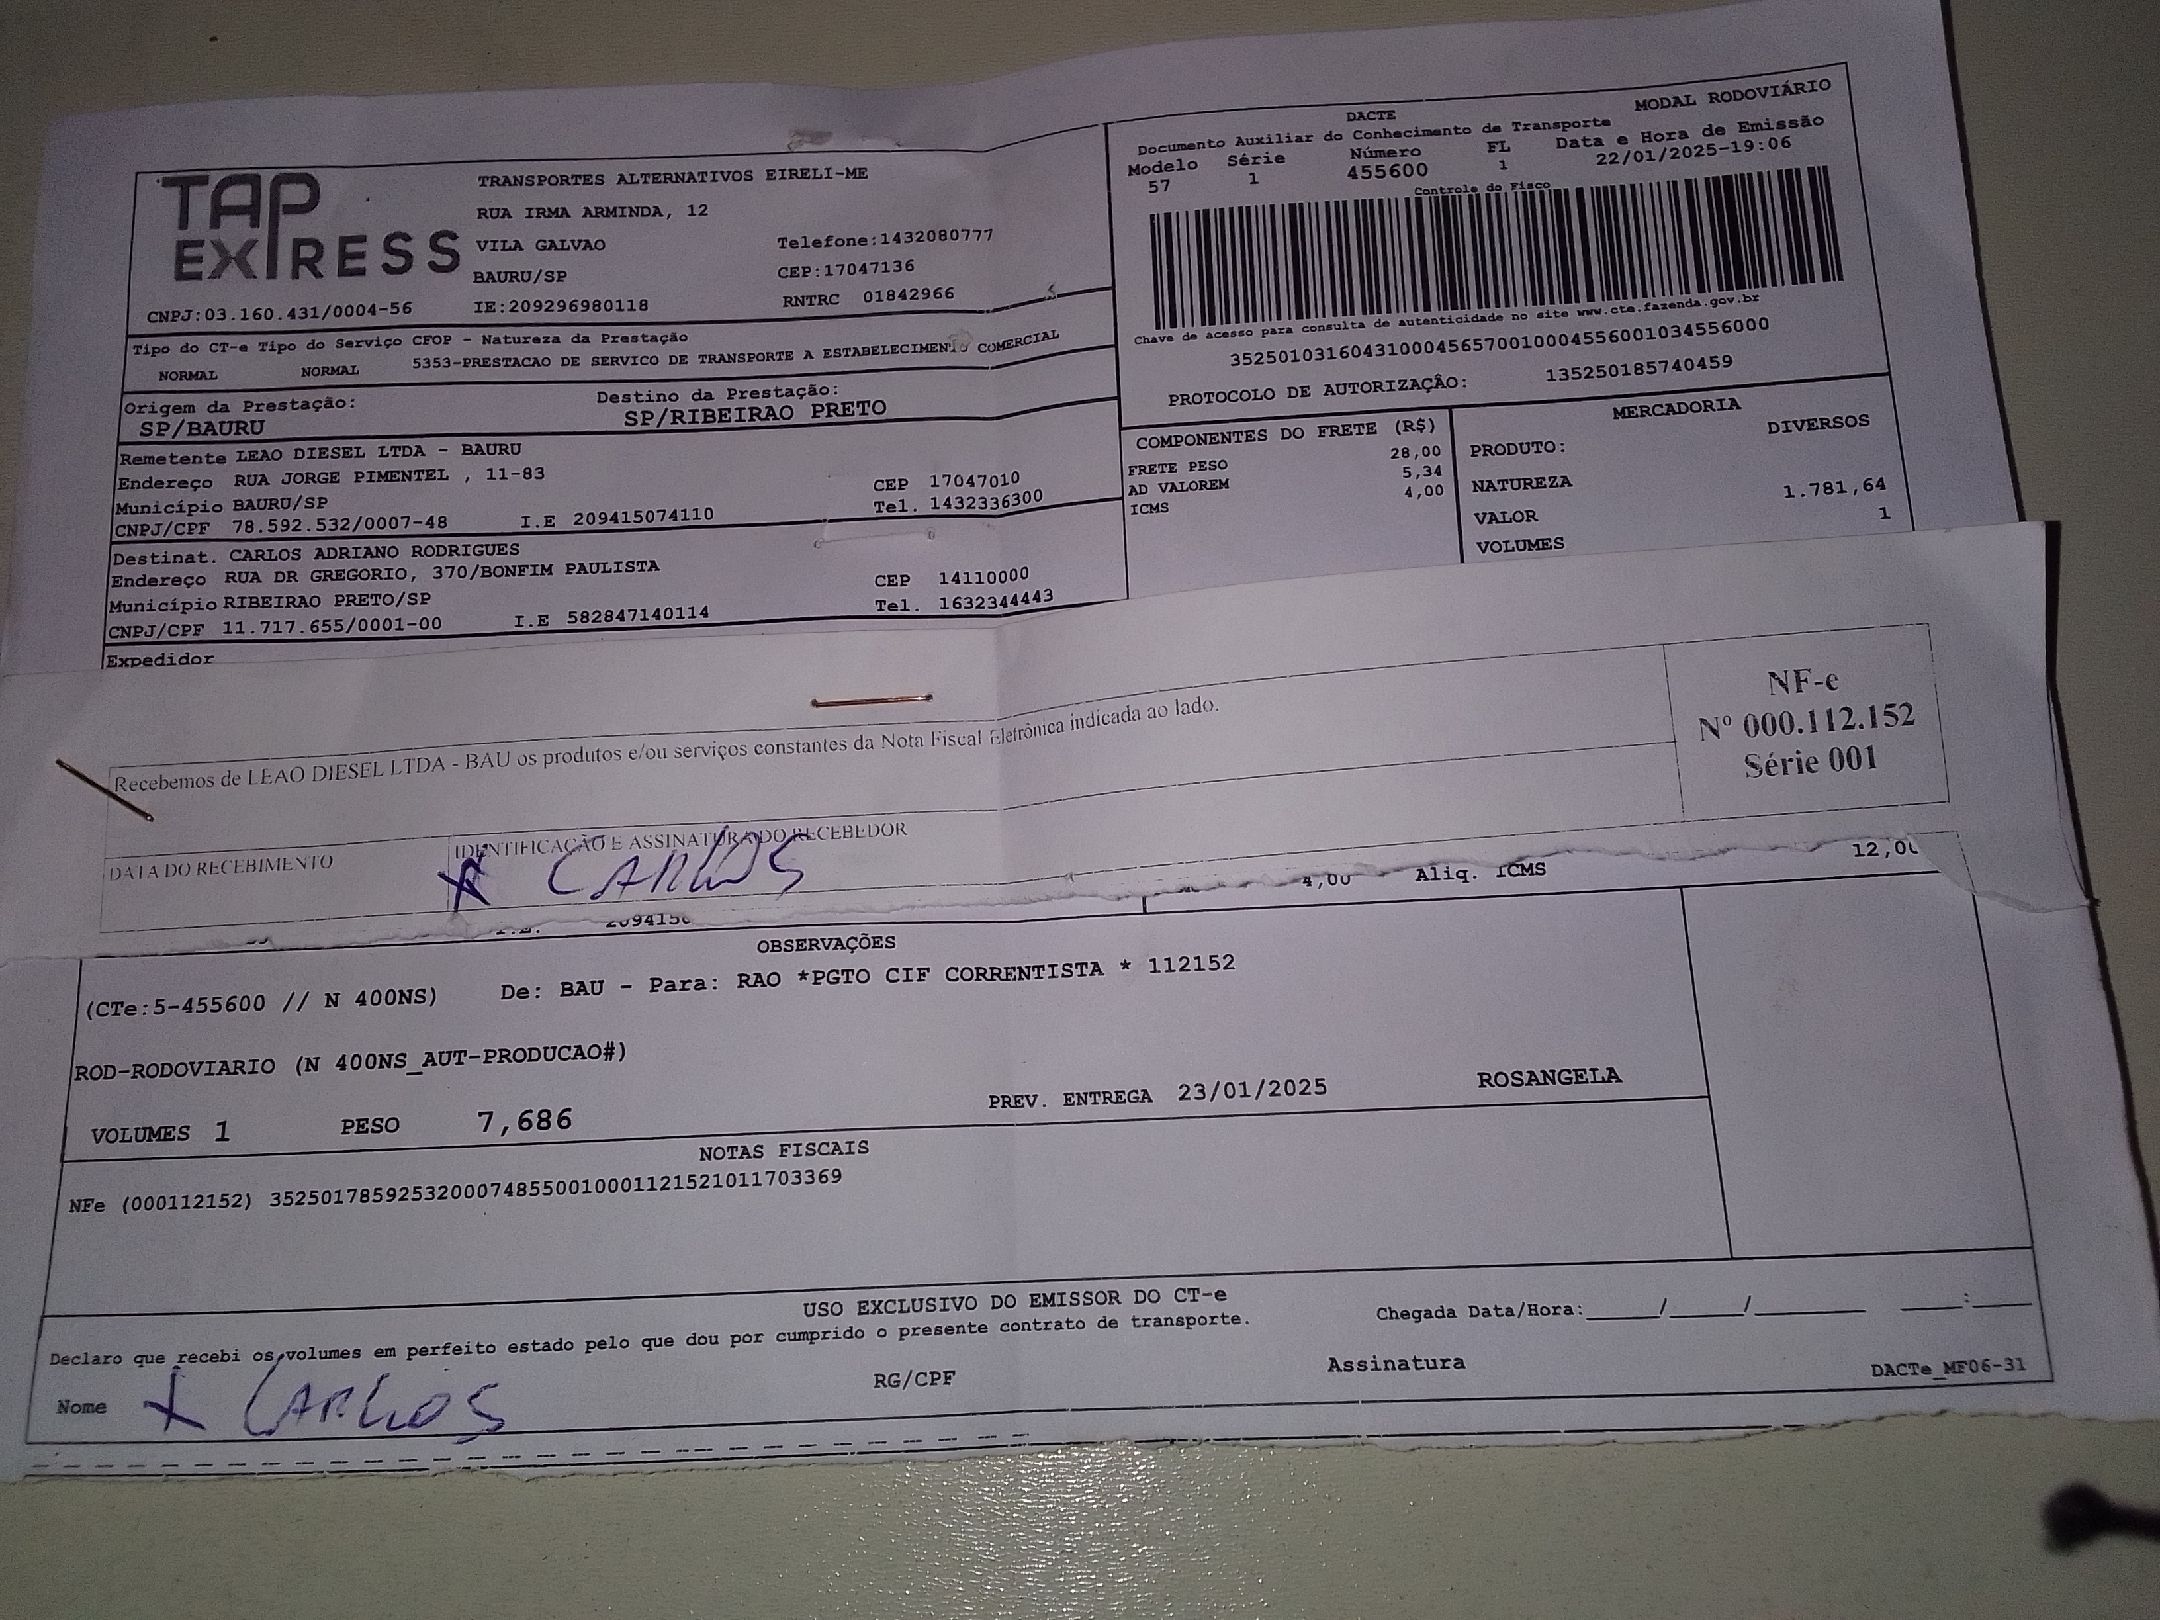 TAP EXPRESS
TRANSPORTES ALTERNATIVOS EIRELI-ME
RUA IRMA ARMINDA, 12
VILA GALVAO Telefone:1432080777
BAURU/SP CEP:17047136
CNPJ:03.160.431/0004-56 IE:209296980118 RNTRC 01842966
DACTE MODAL RODOVIÁRIO
Documento Auxiliar do Conhecimento de Transporte
Modelo Série Número FL Data e Hora de Emissão
57 1 455600 1 22/01/2025-19:06
Controle do Fisco
Chave de acesso para consulta de autenticidade no site www.cte.fazenda.gov.br
35250103160431000456570010004556001034556000
PROTOCOLO DE AUTORIZAÇÂO: 135250185740459
Tipo do CT-e Tipo do Serviço CFOP - Natureza da Prestação
NORMAL NORMAL 5353-PRESTACAO DE SERVICO DE TRANSPORTE A ESTABELECIMENTO COMERCIAL
Origem da Prestação: Destino da Prestação:
SP/BAURU SP/RIBEIRAO PRETO
Remetente LEAO DIESEL LTDA - BAURU
Endereço RUA JORGE PIMENTEL , 11-83 CEP 17047010
Município BAURU/SP Tel. 1432336300
CNPJ/CPF 78.592.532/0007-48 I.E 209415074110
Destinat. CARLOS ADRIANO RODRIGUES
Endereço RUA DR GREGORIO, 370/BONFIM PAULISTA CEP 14110000
Município RIBEIRAO PRETO/SP Tel. 1632344443
CNPJ/CPF 11.717.655/0001-00 I.E 582847140114
Expedidor
COMPONENTES DO FRETE (R$)
FRETE PESO 28,00
AD VALOREM 5,34
ICMS 4,00
MERCADORIA
PRODUTO: DIVERSOS
NATUREZA
VALOR 1.781,64
VOLUMES 1
Recebemos de LEAO DIESEL LTDA - BAU os produtos e/ou serviços constantes da Nota Fiscal Eletrônica indicada ao lado.
NF-e
Nº 000.112.152
Série 001
DATA DO RECEBIMENTO IDENTIFICAÇÃO E ASSINATURA DO RECEBEDOR
X CARLOS
4,00 Aliq. ICMS 12,00
OBSERVAÇÕES
(CTe:5-455600 // N 400NS) De: BAU - Para: RAO *PGTO CIF CORRENTISTA * 112152
ROD-RODOVIARIO (N 400NS_AUT-PRODUCAO#)
VOLUMES 1 PESO 7,686 PREV. ENTREGA 23/01/2025 ROSANGELA
NOTAS FISCAIS
NFe (000112152) 35250178592532000748550010001121521011703369
USO EXCLUSIVO DO EMISSOR DO CT-e
Declaro que recebi os volumes em perfeito estado pelo que dou por cumprido o presente contrato de transporte. Chegada Data/Hora:_____/_____/_______ ____:____
Nome X CARLOS RG/CPF Assinatura DACTe_MF06-31